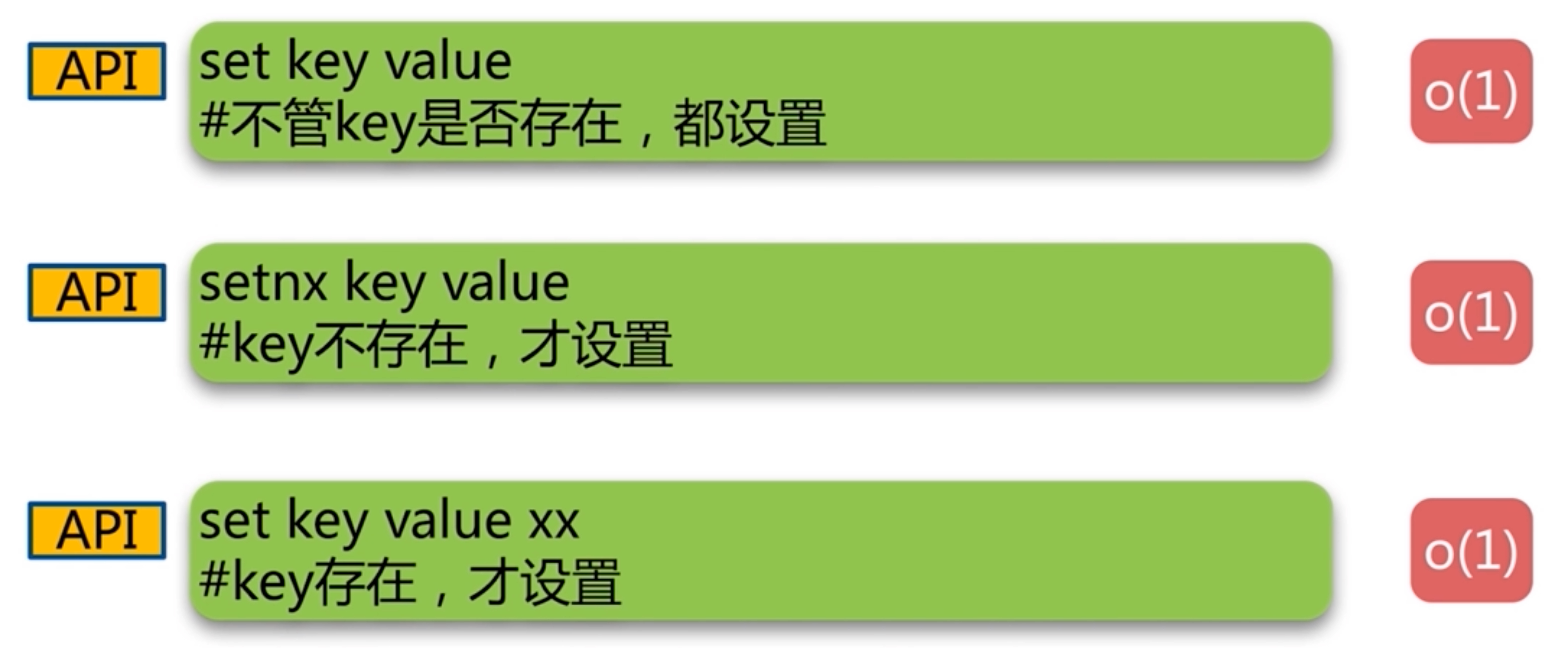 API
set key value
#不管key是否存在，都设置
o(1)
API
setnx key value
#key不存在，才设置
o(1)
API
set key value xx
#key存在，才设置
o(1)